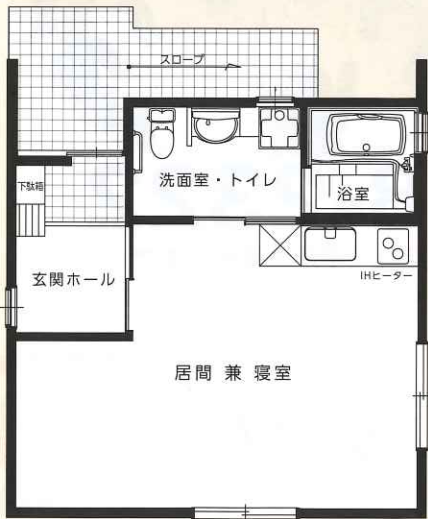 スロープ
下駄箱
洗面室・トイレ
浴室
玄関ホール
IHヒーター
居間 兼 寝室